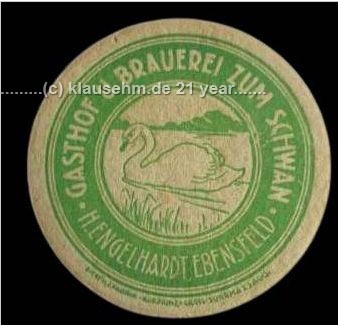 GASTHOF U. BRAUEREI ZUM SCHWAN
· H. ENGELHARDT, EBENSFELD ·
..........(c) klausehm.de 21 year.......